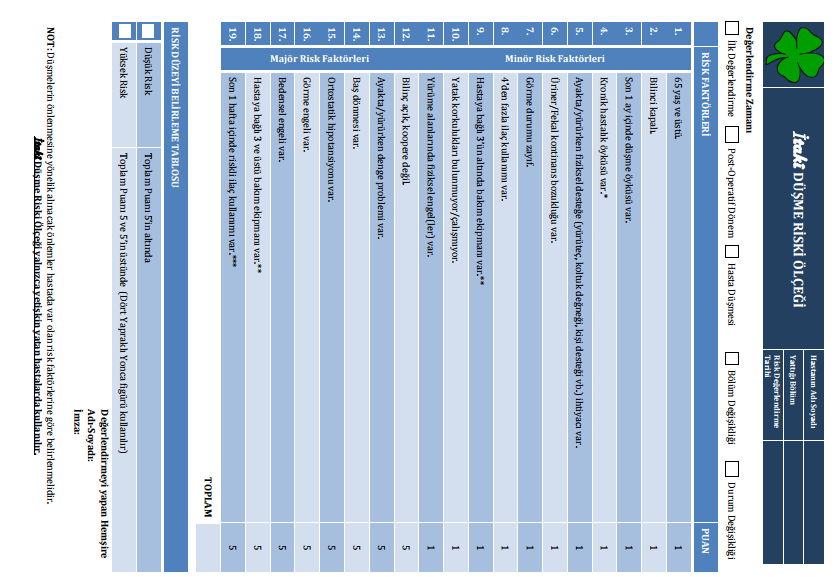 İtaki DÜŞME RİSKİ ÖLÇEĞİ
Hastanın Adı Soyadı
Yattığı Bölüm
Risk Değerlendirme Tarihi
Değerlendirme Zamanı
İlk Değerlendirme
Post-Operatif Dönem
Hasta Düşmesi
Bölüm Değişikliği
Durum Değişikliği
RİSK FAKTÖRLERİ PUAN
Minör Risk Faktörleri
1. 65 yaş ve üstü. 1
2. Bilinci kapalı. 1
3. Son 1 ay içinde düşme öyküsü var. 1
4. Kronik hastalık öyküsü var.* 1
5. Ayakta/yürürken fiziksel desteğe (yürüteç, koltuk değneği, kişi desteği vb.) ihtiyacı var. 1
6. Üriner/Fekal kontinans bozukluğu var. 1
7. Görme durumu zayıf. 1
8. 4'den fazla ilaç kullanımı var. 1
9. Hastaya bağlı 3'ün altında bakım ekipmanı var.** 1
10. Yatak korkulukları bulunmuyor/çalışmıyor. 1
11. Yürüme alanlarında fiziksel engel(ler) var. 1
Majör Risk Faktörleri
12. Bilinç açık, koopere değil. 5
13. Ayakta/yürürken denge problemi var. 5
14. Baş dönmesi var. 5
15. Ortostatik hipotansiyonu var. 5
16. Görme engeli var. 5
17. Bedensel engeli var. 5
18. Hastaya bağlı 3 ve üstü bakım ekipmanı var.** 5
19. Son 1 hafta içinde riskli ilaç kullanımı var.*** 5
TOPLAM
RİSK DÜZEYİ BELİRLEME TABLOSU
Düşük Risk Toplam Puanı 5'in altında
Yüksek Risk Toplam Puanı 5 ve 5'in üstünde (Dört Yapraklı Yonca figürü kullanılır)
Değerlendirmeyi yapan Hemşire
Adı-Soyadı:
İmza:
NOT: Düşmelerin önlenmesine yönelik alınacak önlemler hastada var olan risk faktörlerine göre belirlenmelidir.
İtaki Düşme Riski Ölçeği yalnızca yetişkin yatan hastalarda kullanılır.